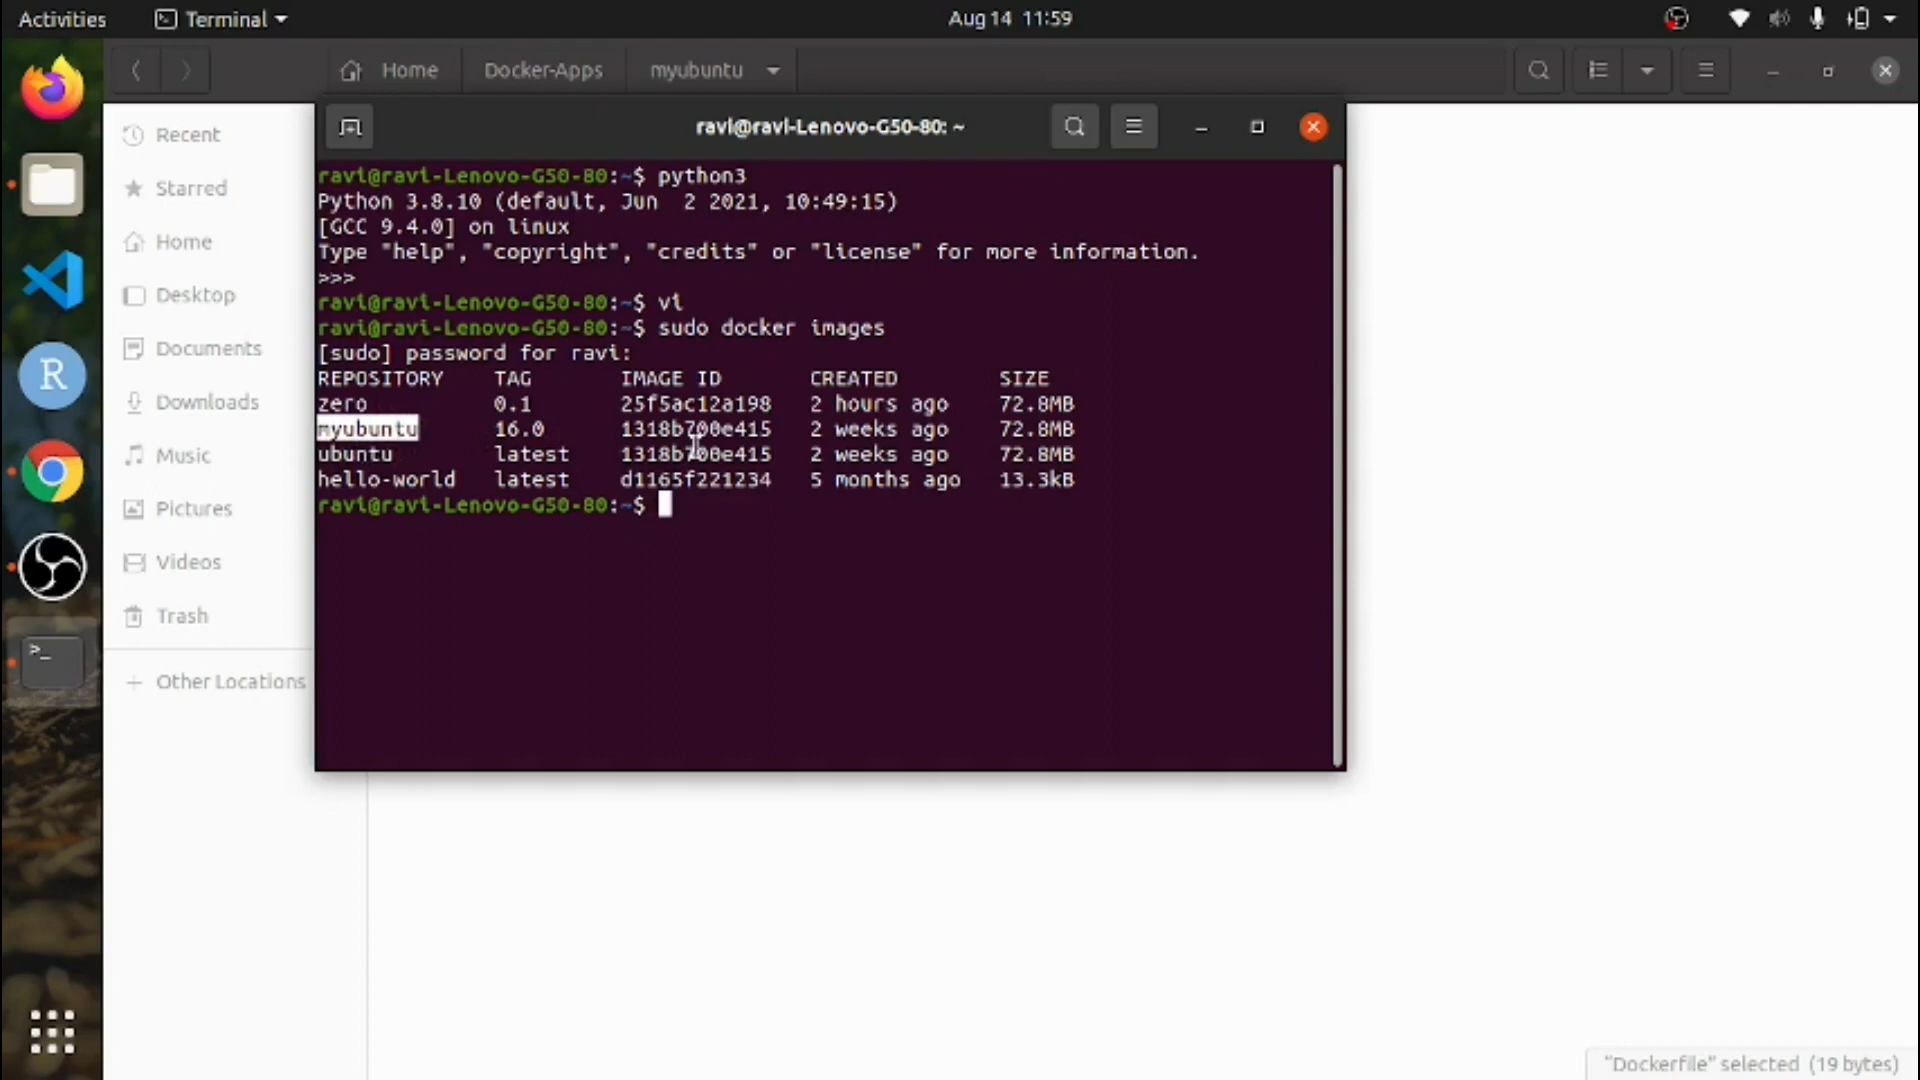 Activities
Terminal
Aug 14 11:59
Home
Docker-Apps
myubuntu
Recent
Starred
Home
Desktop
Documents
Downloads
Music
Pictures
Videos
Trash
+ Other Locations
ravi@ravi-Lenovo-G50-80: ~
ravi@ravi-Lenovo-G50-80:~$ python3
Python 3.8.10 (default, Jun  2 2021, 10:49:15)
[GCC 9.4.0] on linux
Type "help", "copyright", "credits" or "license" for more information.
>>>
ravi@ravi-Lenovo-G50-80:~$ vi
ravi@ravi-Lenovo-G50-80:~$ sudo docker images
[sudo] password for ravi:
REPOSITORY    TAG       IMAGE ID       CREATED        SIZE
zero          0.1       25f5ac12a198   2 hours ago    72.8MB
myubuntu      16.0      1318b700e415   2 weeks ago    72.8MB
ubuntu        latest    1318b700e415   2 weeks ago    72.8MB
hello-world   latest    d1165f221234   5 months ago   13.3kB
ravi@ravi-Lenovo-G50-80:~$
R
>_
"Dockerfile" selected (19 bytes)